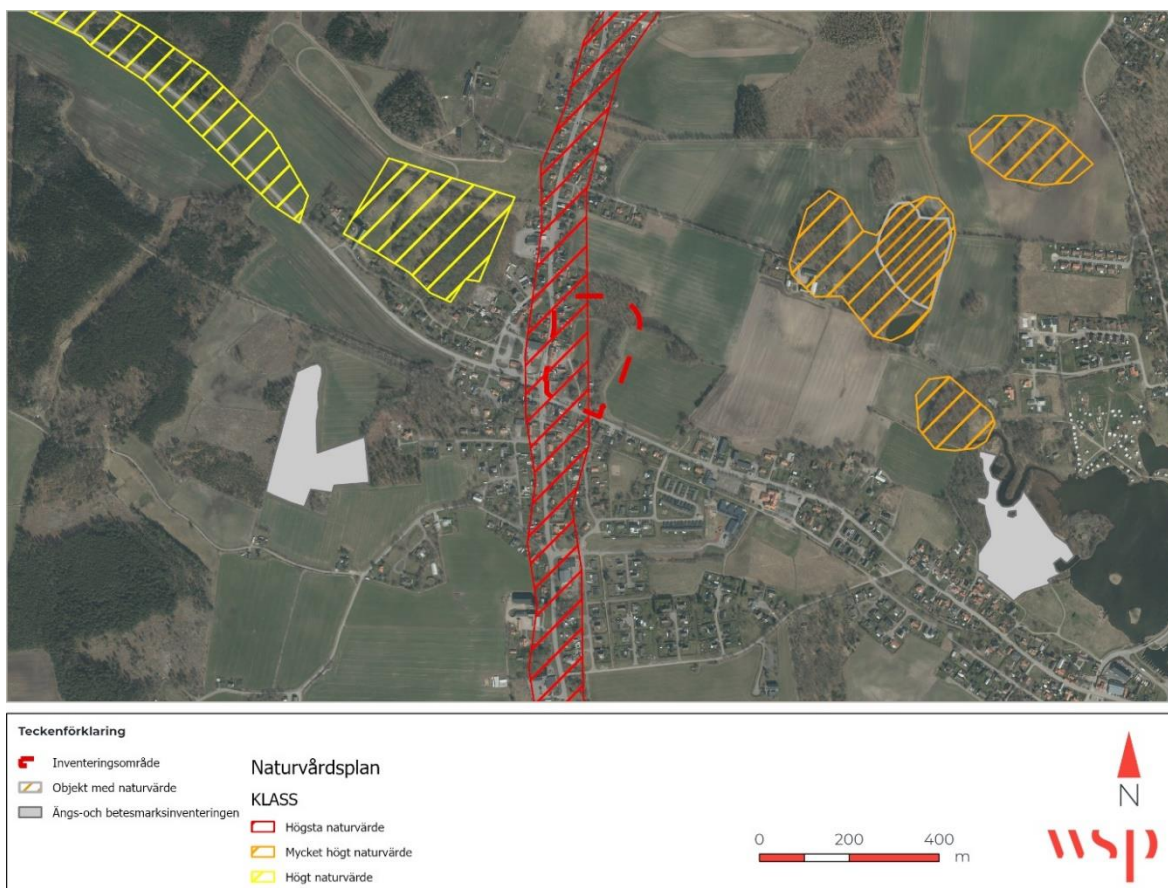 Teckenförklaring
Inventeringsområde
Objekt med naturvärde
Ängs-och betesmarksinventeringen
Naturvårdsplan
KLASS
Högsta naturvärde
Mycket högt naturvärde
Högt naturvärde
0 200 400
m
N
wsp